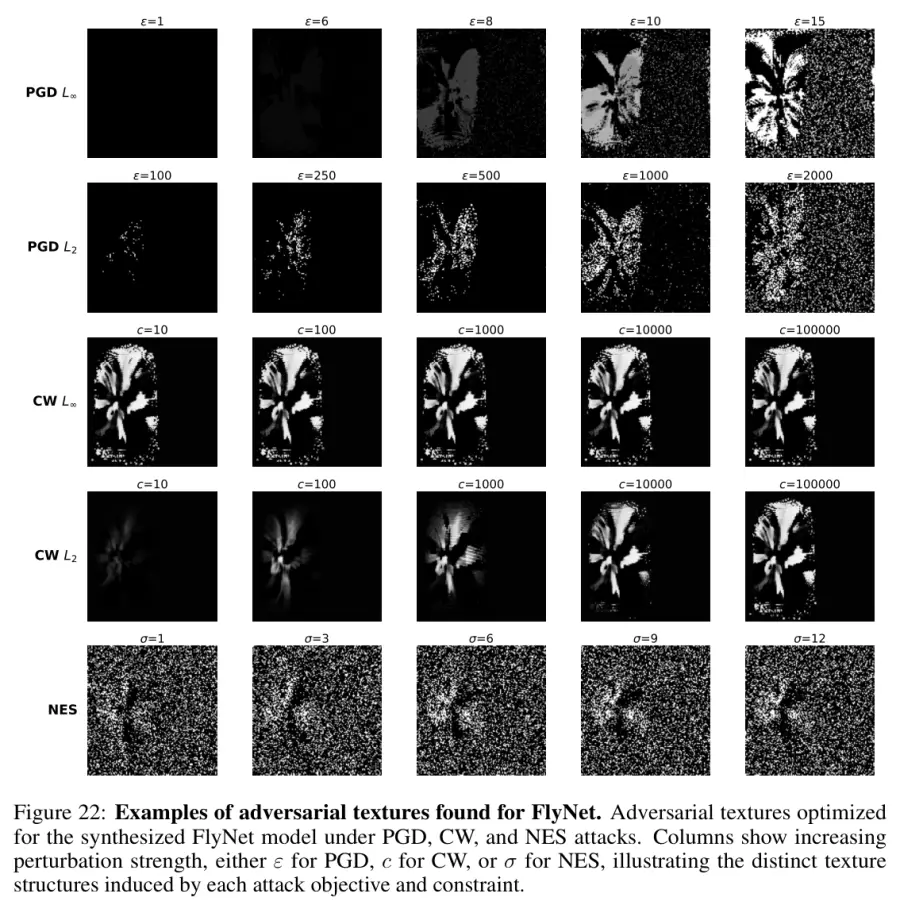 ε=1 ε=6 ε=8 ε=10 ε=15
PGD L∞
ε=100 ε=250 ε=500 ε=1000 ε=2000
PGD L2
c=10 c=100 c=1000 c=10000 c=100000
CW L∞
c=10 c=100 c=1000 c=10000 c=100000
CW L2
σ=1 σ=3 σ=6 σ=9 σ=12
NES
Figure 22: Examples of adversarial textures found for FlyNet. Adversarial textures optimized
for the synthesized FlyNet model under PGD, CW, and NES attacks. Columns show increasing
perturbation strength, either ε for PGD, c for CW, or σ for NES, illustrating the distinct texture
structures induced by each attack objective and constraint.